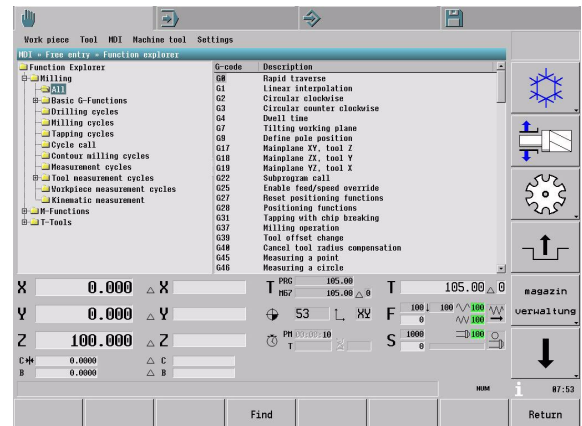 Work piece Tool MDI Machine tool Settings
MDI » Free entry » Function explorer
Function Explorer
Milling
All
Basic G-Functions
Drilling cycles
Milling cycles
Tapping cycles
Cycle call
Contour milling cycles
Measurement cycles
Tool measurement cycles
Workpiece measurement cycles
Kinematic measurement
M-Functions
T-Tools
G-code Description
G0 Rapid traverse
G1 Linear interpolation
G2 Circular clockwise
G3 Circular counter clockwise
G4 Dwell time
G7 Tilting working plane
G9 Define pole position
G17 Mainplane XY, tool Z
G18 Mainplane ZX, tool Y
G19 Mainplane YZ, tool X
G22 Subprogram call
G25 Enable feed/speed override
G27 Reset positioning functions
G28 Positioning functions
G31 Tapping with chip breaking
G37 Milling operation
G39 Tool offset change
G40 Cancel tool radius compensation
G45 Measuring a point
G46 Measuring a circle
X 0.000 X T PRG 105.00 T 105.00 0
M67 105.00 0
Y 0.000 Y 53 XY F 100 100 100
0 100
Z 100.000 Z PM 00:00:10 S 1000 100
T 0
C 0.0000 C
B 0.0000 B
magazin
verwaltung
NUM
07:53
Find
Return